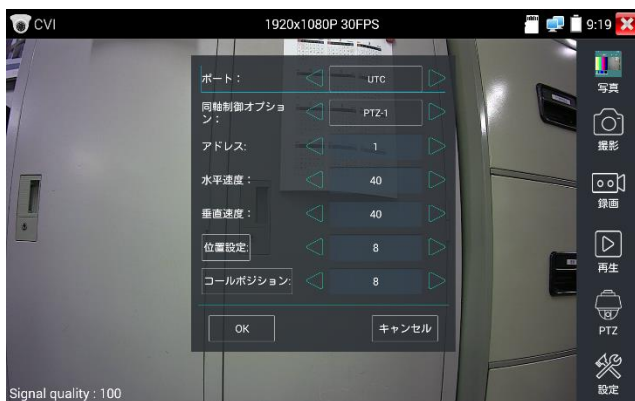 CVI
1920x1080P 30FPS
9:19
ポート： UTC
同軸制御オプショ
ン： PTZ-1
アドレス: 1
水平速度： 40
垂直速度： 40
位置設定: 8
コールポジション: 8
OK キャンセル
写真
撮影
録画
再生
PTZ
設定
Signal quality : 100